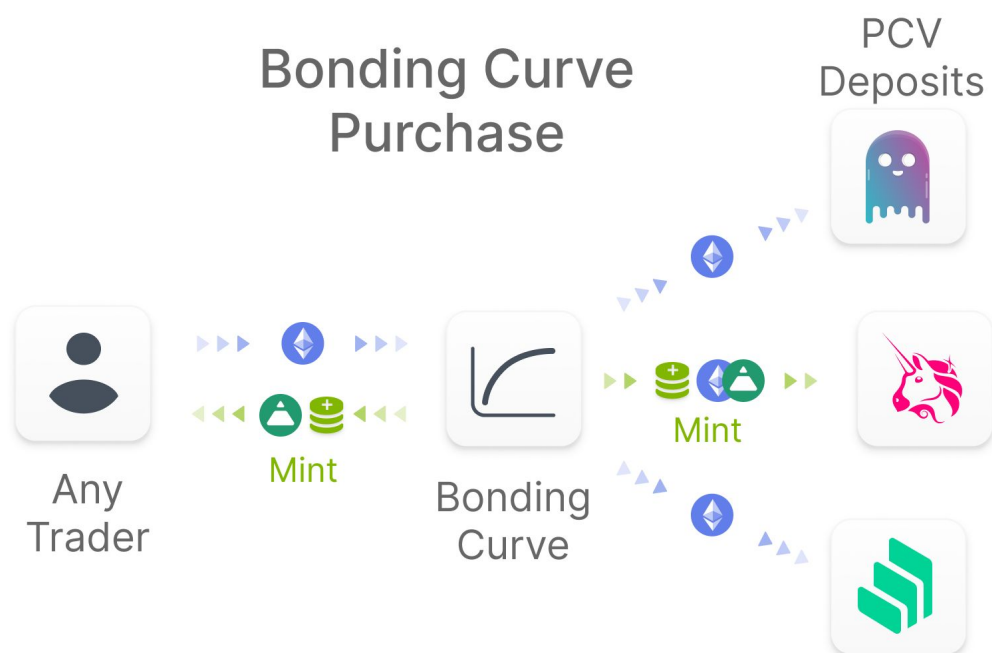 Bonding Curve
Purchase
PCV
Deposits
Mint
Mint
Any
Trader
Bonding
Curve